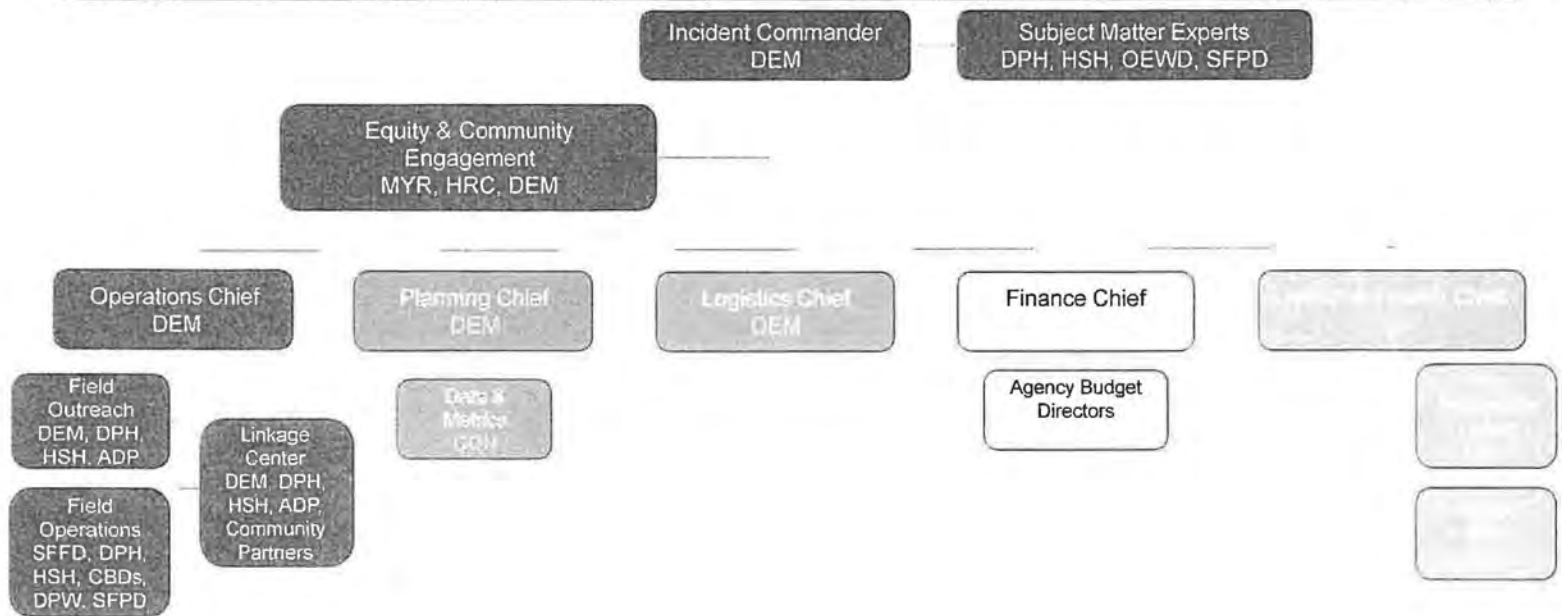 Incident Commander
DEM
Subject Matter Experts
DPH, HSH, OEWD, SFPD
Equity & Community
Engagement
MYR, HRC, DEM
Operations Chief
DEM
Planning Chief
DEM
Logistics Chief
DEM
Finance Chief
Field
Outreach
DEM, DPH,
HSH, ADP
Linkage
Center
DEM, DPH,
HSH, ADP,
Community
Partners
Data &
Metrics
Agency Budget
Directors
Field
Operations
SFFD, DPH,
HSH, CBDs,
DPW, SFPD